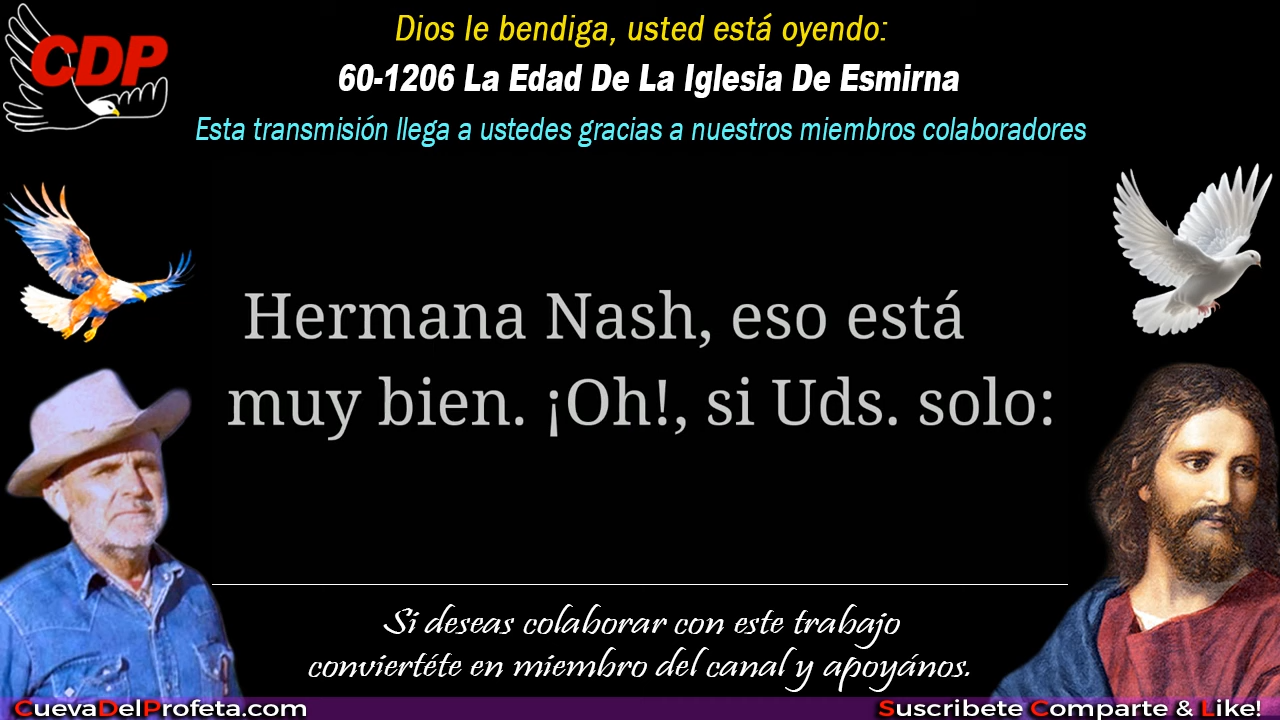 CDP
Dios le bendiga, usted está oyendo:
60-1206 La Edad De La Iglesia De Esmirna
Esta transmisión llega a ustedes gracias a nuestros miembros colaboradores
Hermana Nash, eso está
muy bien. ¡Oh!, si Uds. solo:
Si deseas colaborar con este trabajo
conviertéte en miembro del canal y apoyános.
CuevaDelProfeta.com
Suscribete Comparte & Like!